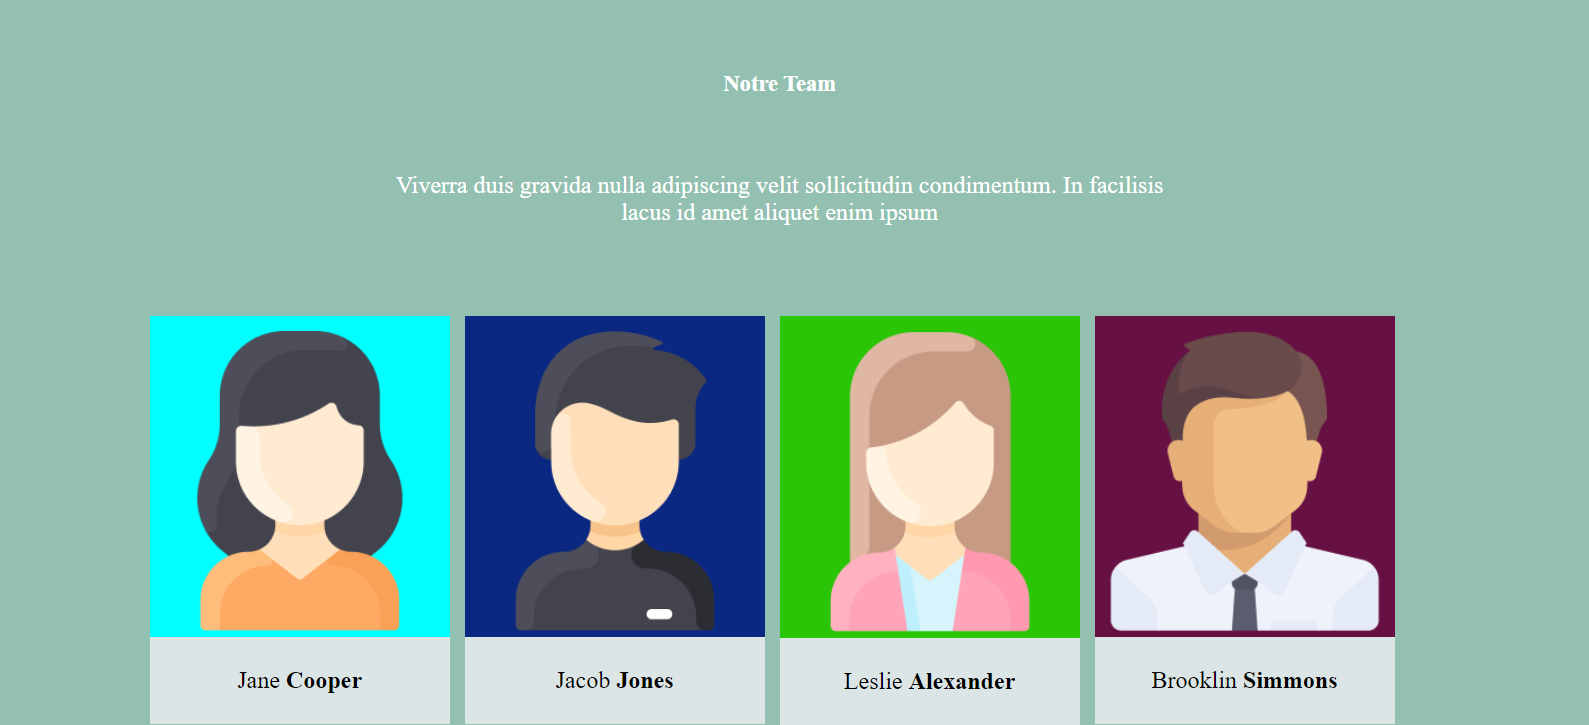 Notre Team
Viverra duis gravida nulla adipiscing velit sollicitudin condimentum. In facilisis
lacus id amet aliquet enim ipsum
Jane Cooper
Jacob Jones
Leslie Alexander
Brooklin Simmons